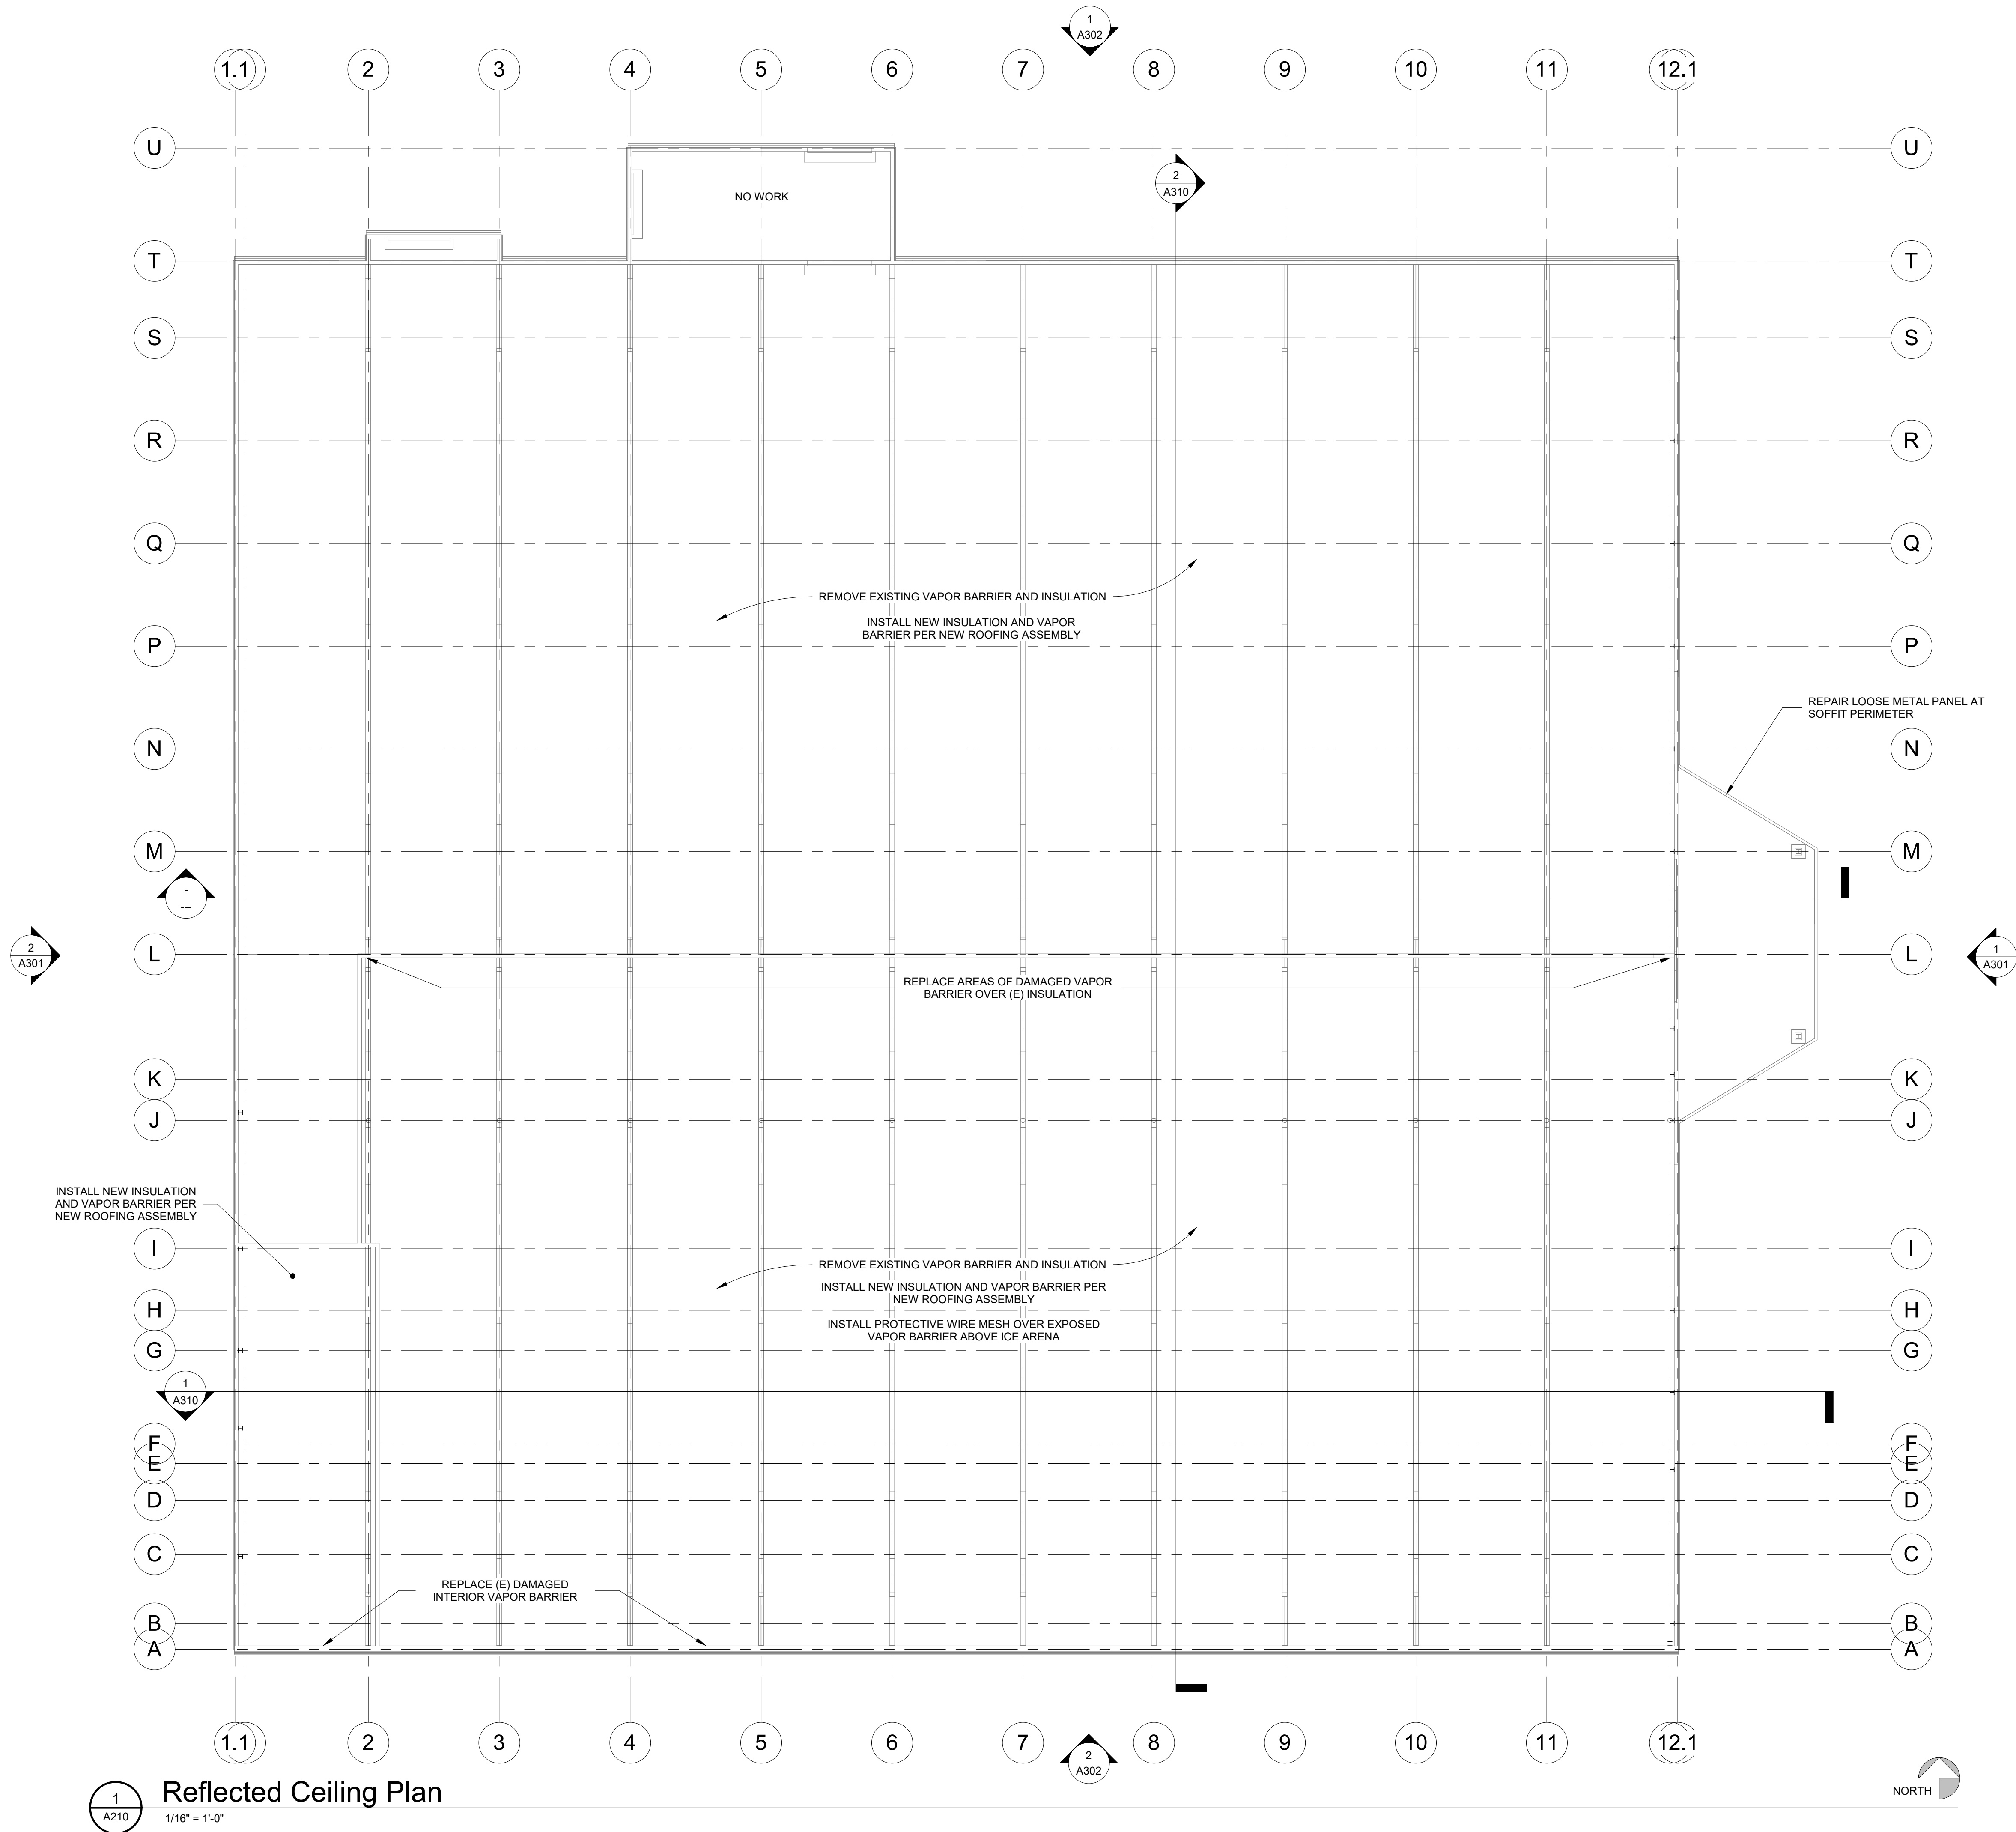 1
A302
1.1
2
3
4
5
6
7
8
9
10
11
12.1
U
U
2
A310
NO WORK
T
T
S
S
R
R
Q
Q
REMOVE EXISTING VAPOR BARRIER AND INSULATION
INSTALL NEW INSULATION AND VAPOR
BARRIER PER NEW ROOFING ASSEMBLY
P
P
REPAIR LOOSE METAL PANEL AT
SOFFIT PERIMETER
N
N
M
M
-
---
2
A301
L
L
1
A301
REPLACE AREAS OF DAMAGED VAPOR
BARRIER OVER (E) INSULATION
K
K
J
J
INSTALL NEW INSULATION
AND VAPOR BARRIER PER
NEW ROOFING ASSEMBLY
I
I
REMOVE EXISTING VAPOR BARRIER AND INSULATION
INSTALL NEW INSULATION AND VAPOR BARRIER PER
NEW ROOFING ASSEMBLY
H
H
INSTALL PROTECTIVE WIRE MESH OVER EXPOSED
VAPOR BARRIER ABOVE ICE ARENA
G
G
1
A310
F
F
E
E
D
D
C
C
REPLACE (E) DAMAGED
INTERIOR VAPOR BARRIER
B
B
A
A
1.1
2
3
4
5
6
7
8
9
10
11
12.1
2
A302
1
A210
Reflected Ceiling Plan
1/16" = 1'-0"
NORTH